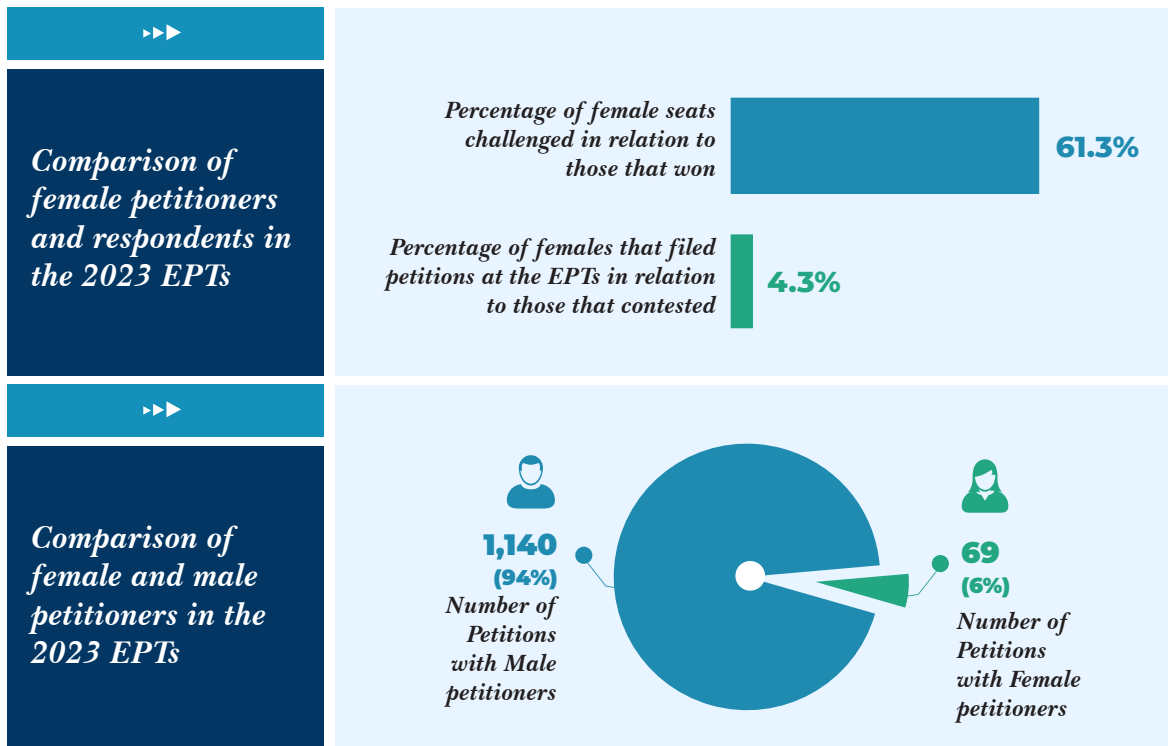 Comparison of
female petitioners
and respondents in
the 2023 EPTs
Percentage of female seats
challenged in relation to
those that won
61.3%
Percentage of females that filed
petitions at the EPTs in relation
to those that contested
4.3%
Comparison of
female and male
petitioners in the
2023 EPTs
1,140
(94%)
Number of
Petitions
with Male
petitioners
69
(6%)
Number of
Petitions
with Female
petitioners